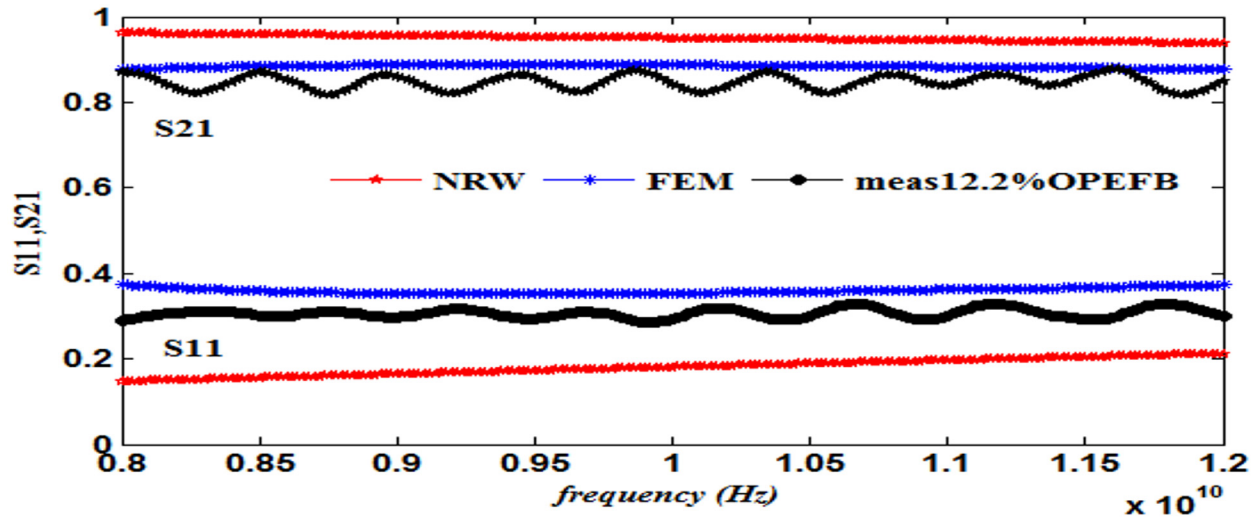 1
0.8
S21
0.6
NRW FEM meas12.2%OPEFB
S11,S21
0.4
0.2
S11
0
0.8 0.85 0.9 0.95 1 1.05 1.1 1.15 1.2
frequency (Hz)
x 10^10